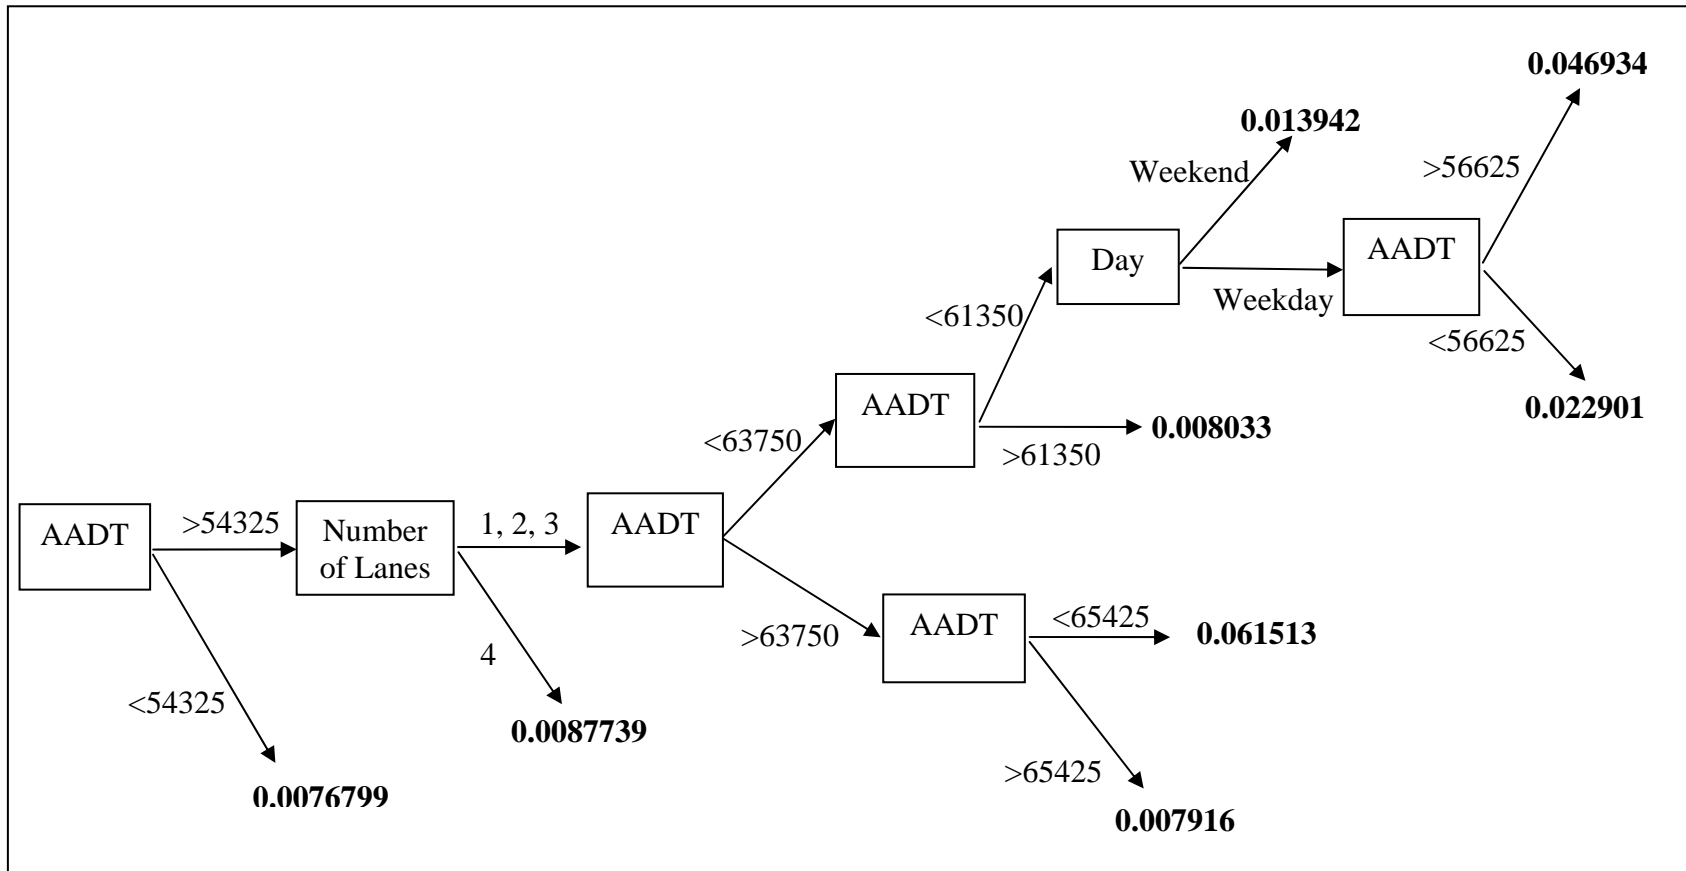 0.046934
0.013942
Weekend
>56625
Day
AADT
Weekday
<61350
<56625
AADT
0.022901
<63750
0.008033
>61350
AADT
>54325
Number
of Lanes
1, 2, 3
AADT
AADT
<65425
0.061513
>63750
4
<54325
0.0087739
>65425
0.0076799
0.007916